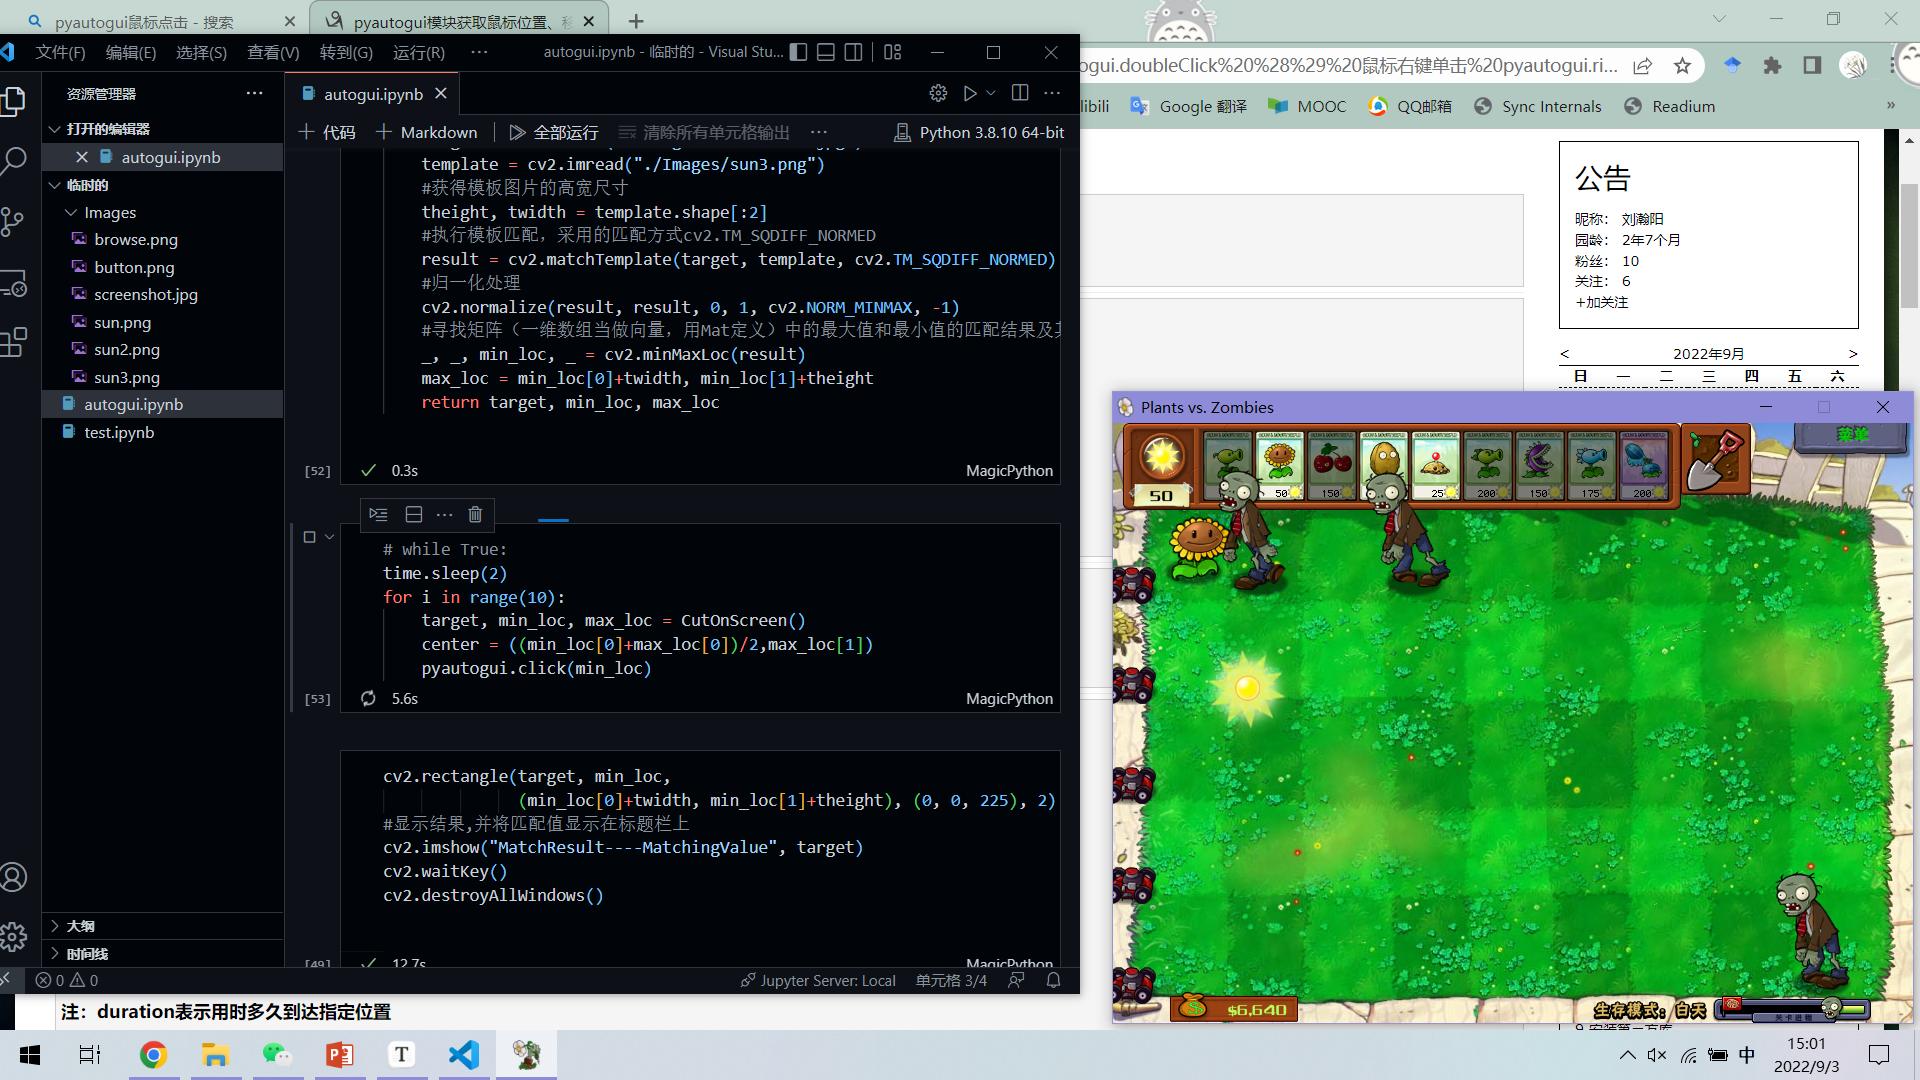 pyautogui鼠标点击 - 搜索
pyautogui模块获取鼠标位置、移
文件(F) 编辑(E) 选择(S) 查看(V) 转到(G) 运行(R) ··· autogui.ipynb - 临时的 - Visual Stu...
ogui.doubleClick%20%28%29%20鼠标右键单击%20pyautogui.ri...
libili Google 翻译 MOOC QQ邮箱 Sync Internals Readium »
资源管理器 ···
打开的编辑器
autogui.ipynb
临时的
Images
browse.png
button.png
screenshot.jpg
sun.png
sun2.png
sun3.png
autogui.ipynb
test.ipynb
大纲
时间线
autogui.ipynb
代码 Markdown 全部运行 清除所有单元格输出 ··· Python 3.8.10 64-bit
template = cv2.imread("./Images/sun3.png")
#获得模板图片的高宽尺寸
theight, twidth = template.shape[:2]
#执行模板匹配，采用的匹配方式cv2.TM_SQDIFF_NORMED
result = cv2.matchTemplate(target, template, cv2.TM_SQDIFF_NORMED)
#归一化处理
cv2.normalize(result, result, 0, 1, cv2.NORM_MINMAX, -1)
#寻找矩阵（一维数组当做向量，用Mat定义）中的最大值和最小值的匹配结果及其
_, _, min_loc, _ = cv2.minMaxLoc(result)
max_loc = min_loc[0]+twidth, min_loc[1]+theight
return target, min_loc, max_loc
[52] 0.3s MagicPython
# while True:
time.sleep(2)
for i in range(10):
target, min_loc, max_loc = CutOnScreen()
center = ((min_loc[0]+max_loc[0])/2,max_loc[1])
pyautogui.click(min_loc)
[53] 5.6s MagicPython
cv2.rectangle(target, min_loc,
(min_loc[0]+twidth, min_loc[1]+theight), (0, 0, 225), 2)
#显示结果,并将匹配值显示在标题栏上
cv2.imshow("MatchResult----MatchingValue", target)
cv2.waitKey()
cv2.destroyAllWindows()
[49] 12.7s MagicPython
0 0 Jupyter Server: Local 单元格 3/4
注：duration表示用时多久到达指定位置
公告
昵称： 刘瀚阳
园龄： 2年7个月
粉丝： 10
关注： 6
+加关注
< 2022年9月 >
日 一 二 三 四 五 六
Plants vs. Zombies
菜单
50
50 150 25 200 150 175 200
$6,640
生存模式：白天
关卡进程
中
15:01
2022/9/3